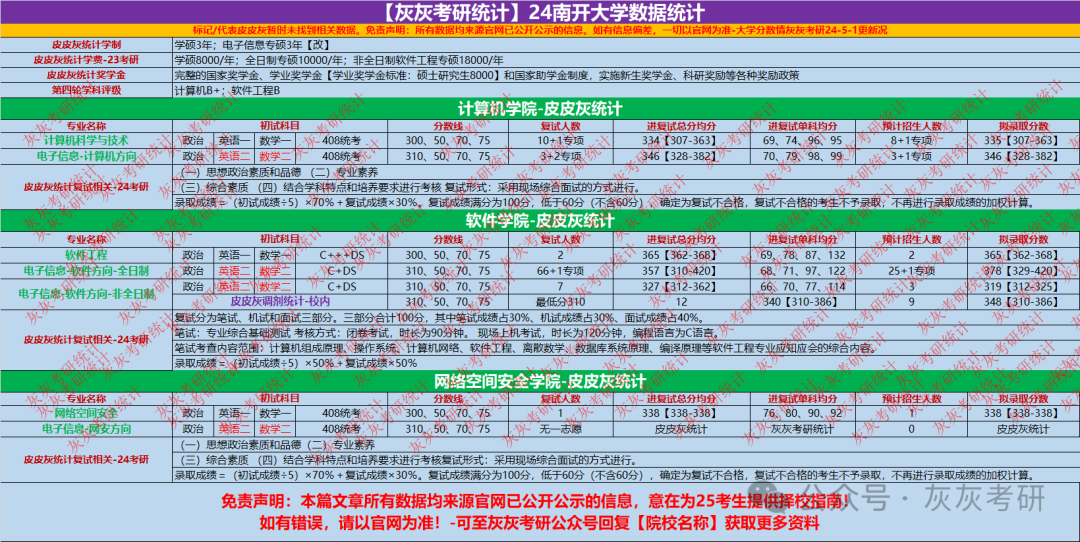 【灰灰考研统计】24南开大学数据统计
标记/代表皮皮灰暂时未找到相关数据。免责声明：所有数据均来源官网已公开公示的信息。如有信息偏差，一切以官网为准-大学分数情灰灰考研24-5-1更新况
皮皮灰统计学制 学硕3年；电子信息专硕3年【改】
皮皮灰统计学费-23考研 学硕8000/年；全日制专硕10000/年；非全日制软件工程专硕18000/年
皮皮灰统计奖学金 完整的国家奖学金、学业奖学金【学业奖学金标准：硕士研究生8000】和国家助学金制度，实施新生奖学金、科研奖励等各种奖励政策
第四轮学科评级 计算机B+；软件工程B
计算机学院-皮皮灰统计
专业名称 初试科目 分数线 复试人数 进复试总分均分 进复试单科均分 预计招生人数 拟录取分数
计算机科学与技术 政治 英语一 数学一 408统考 300、50、70、75 10+1专项 334【307-363】 69、74、96、95 8+1专项 335【307-363】
电子信息-计算机方向 政治 英语二 数学二 408统考 310、50、70、75 3+2专项 346【328-382】 70、79、98、99 3+1专项 346【328-382】
皮皮灰统计复试相关-24考研
（一）思想政治素质和品德 （二）专业素养
（三）综合素质 （四）结合学科特点和培养要求进行考核 复试形式：采用现场综合面试的方式进行。
录取成绩＝（初试成绩÷5）×70%＋复试成绩×30%。复试成绩满分为100分，低于60分（不含60分），确定为复试不合格，复试不合格的考生不予录取，不再进行录取成绩的加权计算。
软件学院-皮皮灰统计
专业名称 初试科目 分数线 复试人数 进复试总分均分 进复试单科均分 预计招生人数 拟录取分数
软件工程 政治 英语一 数学一 C+++DS 300、50、70、75 2 365【362-368】 69、78、87、132 2 365【362-368】
电子信息-软件方向-全日制 政治 英语二 数学二 C+DS 310、50、70、75 66+1专项 357【310-420】 68、71、97、122 25+1专项 378【329-420】
电子信息-软件方向-非全日制 政治 英语二 数学二 C+DS 310、50、70、75 7 327【312-362】 66、70、77、114 3 319【312-325】
皮皮灰调剂统计-校内 310、50、70、75 最低分310 12 340【310-386】 9 348【310-386】
皮皮灰统计复试相关-24考研
复试分为笔试、机试和面试三部分。三部分合计100分，其中笔试成绩占30%、机试成绩占30%、面试成绩占40%。
笔试：专业综合基础测试 考核方式：闭卷考试，时长为90分钟。 现场上机考试，时长为120分钟，编程语言为C语言。
笔试考查内容范围：计算机组成原理、操作系统、计算机网络、软件工程、离散数学、数据库系统原理、编译原理等软件工程专业应知应会的综合内容。
录取成绩＝（初试成绩÷5）×50%＋复试成绩×50%
网络空间安全学院-皮皮灰统计
专业名称 初试科目 分数线 复试人数 进复试总分均分 进复试单科均分 预计招生人数 拟录取分数
网络空间安全 政治 英语一 数学一 408统考 300、50、70、75 1 338【338-338】 76、80、90、92 1 338【338-338】
电子信息-网安方向 政治 英语二 数学二 408统考 310、50、70、75 无一志愿 皮皮灰统计 灰灰考研统计 0 皮皮灰统计
皮皮灰统计复试相关-24考研
（一）思想政治素质和品德（二）专业素养
（三）综合素质 （四）结合学科特点和培养要求进行考核复试形式：采用现场综合面试的方式进行。
录取成绩＝（初试成绩÷5）×70%＋复试成绩×30%。复试成绩满分为100分，低于60分（不含60分），确定为复试不合格，复试不合格的考生不予录取，不再进行录取成绩的加权计算。
免责声明：本篇文章所有数据均来源官网已公开公示的信息，意在为25考生提供择校指南！
如有错误，请以官网为准！-可至灰灰考研公众号回复【院校名称】获取更多资料
公众号·灰灰考研
灰灰考研统计